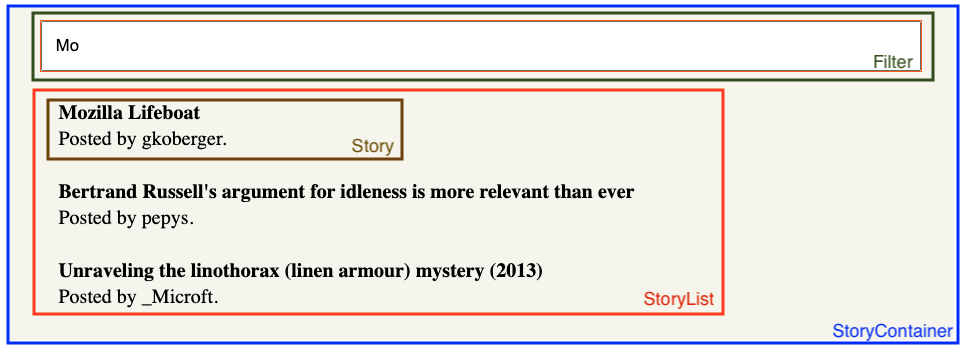 Mo
Filter
Mozilla Lifeboat
Posted by gkoberger.
Story
Bertrand Russell's argument for idleness is more relevant than ever
Posted by pepys.
Unraveling the linothorax (linen armour) mystery (2013)
Posted by _Microft.
StoryList
StoryContainer